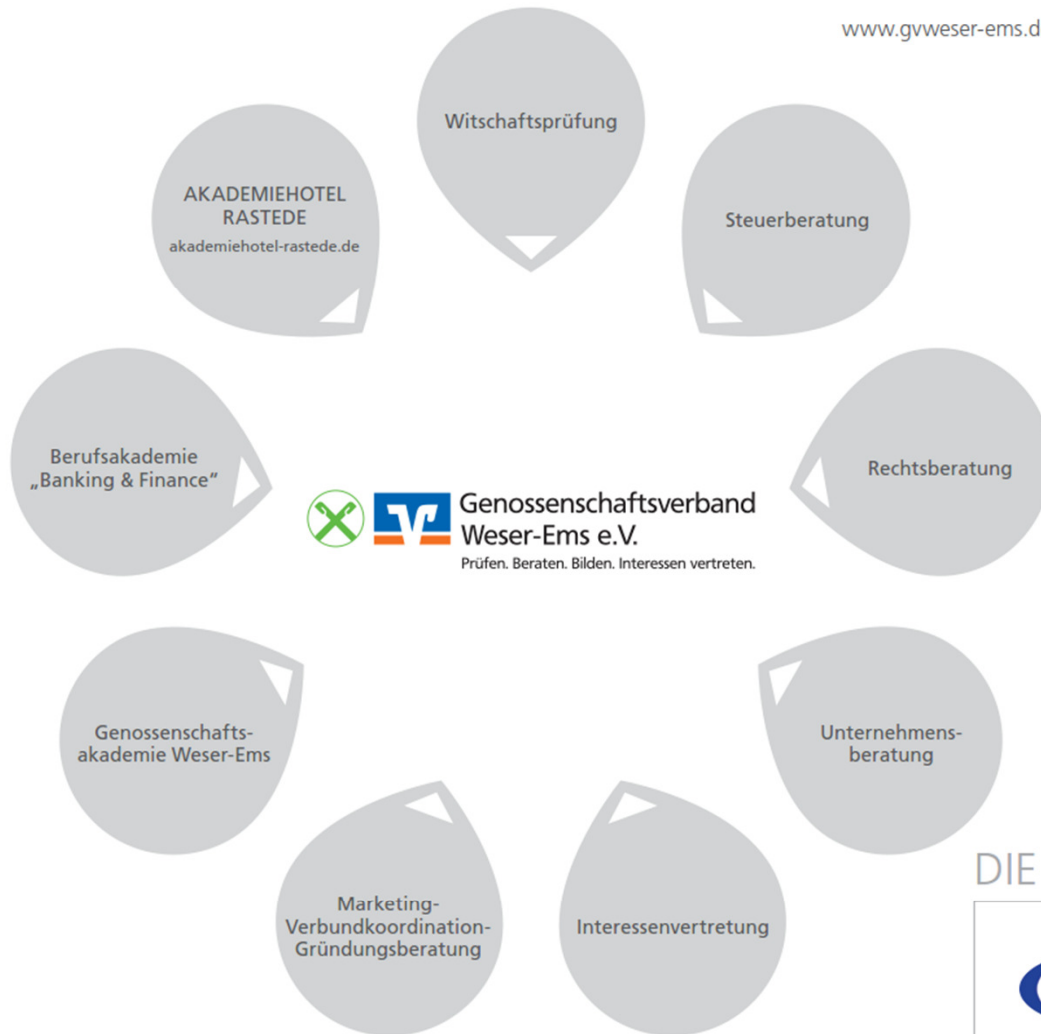 www.gvweser-ems.d
Witschaftsprüfung
AKADEMIEHOTEL
RASTEDE
akademiehotel-rastede.de
Steuerberatung
Berufsakademie
„Banking & Finance“
Rechtsberatung
Genossenschaftsverband
Weser-Ems e.V.
Prüfen. Beraten. Bilden. Interessen vertreten.
Genossenschafts-
akademie Weser-Ems
Unternehmens-
beratung
Marketing-
Verbundkoordination-
Gründungsberatung
Interessenvertretung
DIE